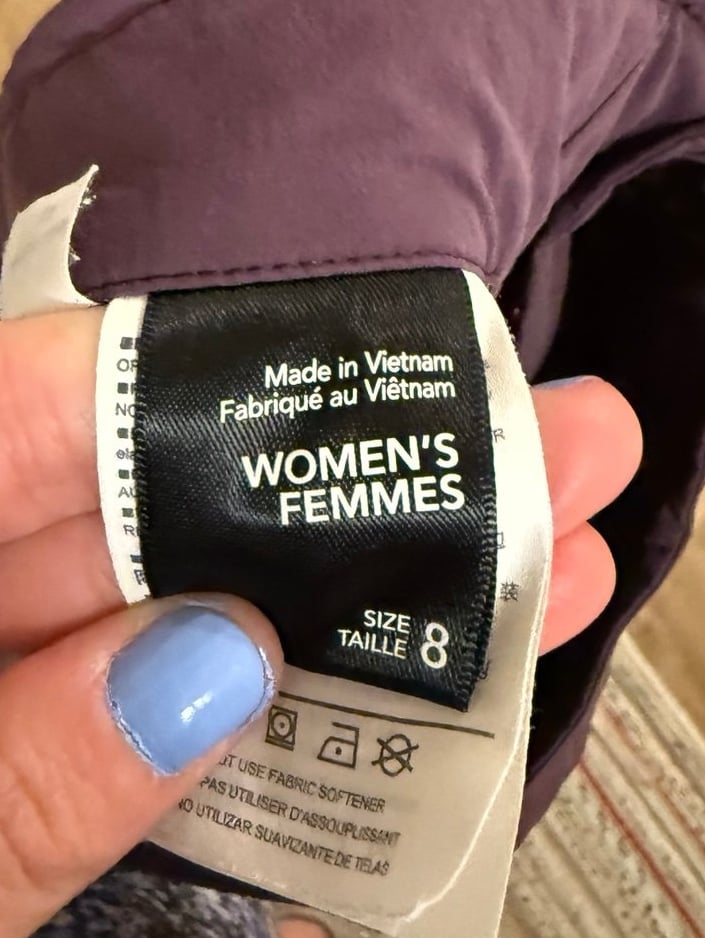 Made in Vietnam
Fabriqué au Viêtnam
WOMEN'S
FEMMES
SIZE
TAILLE 8
USE FABRIC SOFTENER
PAS UTILISER D'ASSOUPLISSANT
NO UTILIZAR SUAVIZANTE DE TELAS